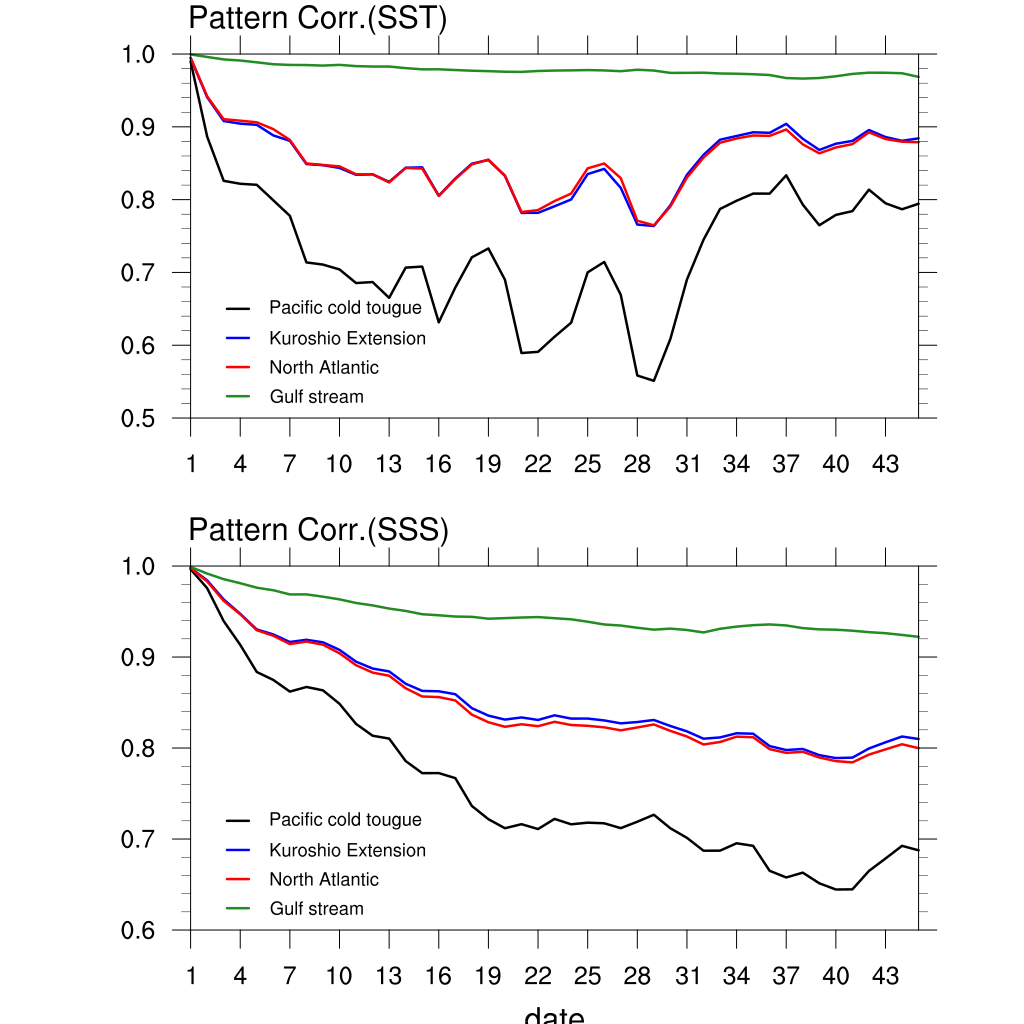 Pattern Corr.(SST)
1.0
0.9
0.8
0.7
0.6
0.5
Pacific cold tougue
Kuroshio Extension
North Atlantic
Gulf stream
1 4 7 10 13 16 19 22 25 28 31 34 37 40 43
Pattern Corr.(SSS)
1.0
0.9
0.8
0.7
0.6
Pacific cold tougue
Kuroshio Extension
North Atlantic
Gulf stream
1 4 7 10 13 16 19 22 25 28 31 34 37 40 43
date